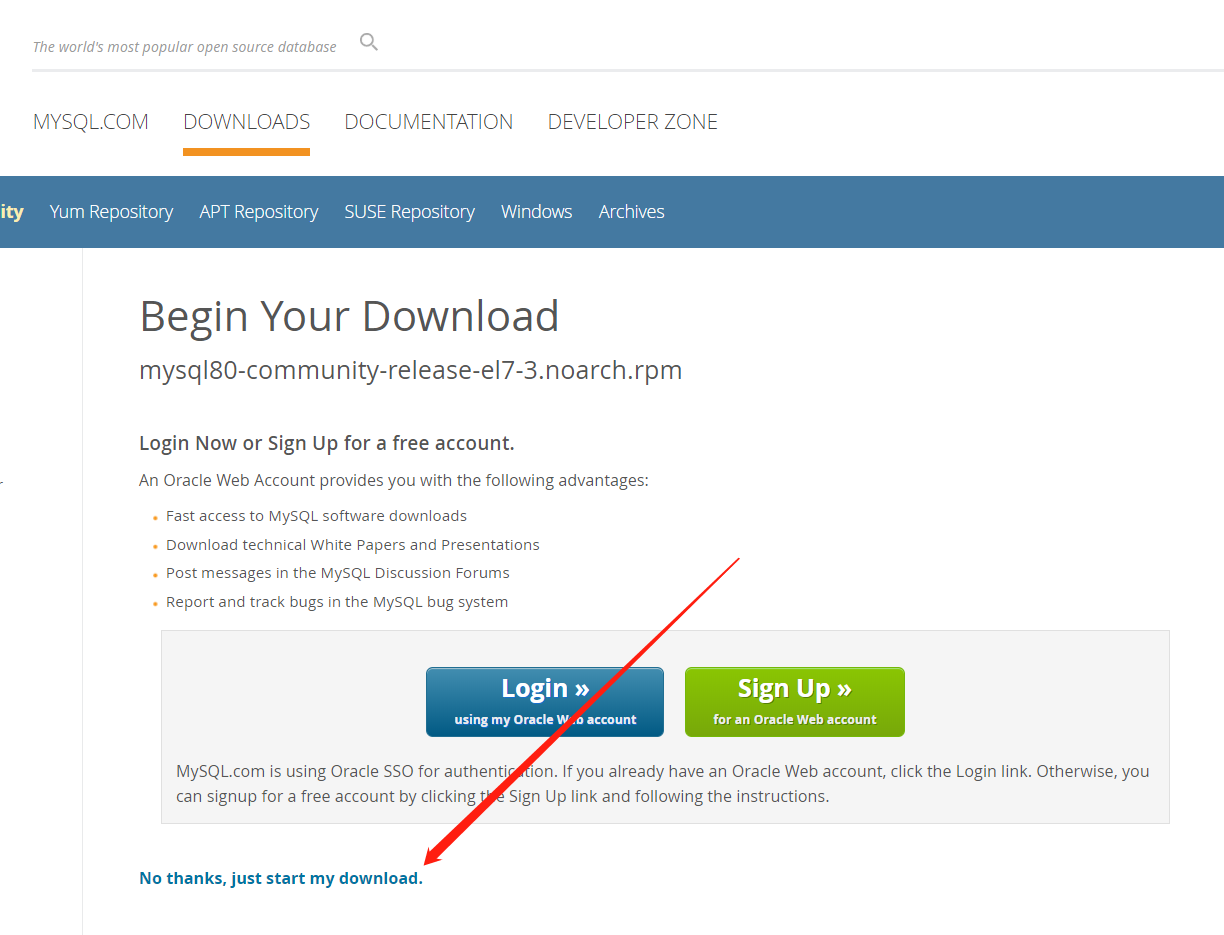 The world's most popular open source database
MYSQL.COM DOWNLOADS DOCUMENTATION DEVELOPER ZONE
ity Yum Repository APT Repository SUSE Repository Windows Archives
Begin Your Download
mysql80-community-release-el7-3.noarch.rpm
Login Now or Sign Up for a free account.
An Oracle Web Account provides you with the following advantages:
Fast access to MySQL software downloads
Download technical White Papers and Presentations
Post messages in the MySQL Discussion Forums
Report and track bugs in the MySQL bug system
Login » Sign Up »
using my Oracle Web account for an Oracle Web account
MySQL.com is using Oracle SSO for authentication. If you already have an Oracle Web account, click the Login link. Otherwise, you
can signup for a free account by clicking the Sign Up link and following the instructions.
No thanks, just start my download.